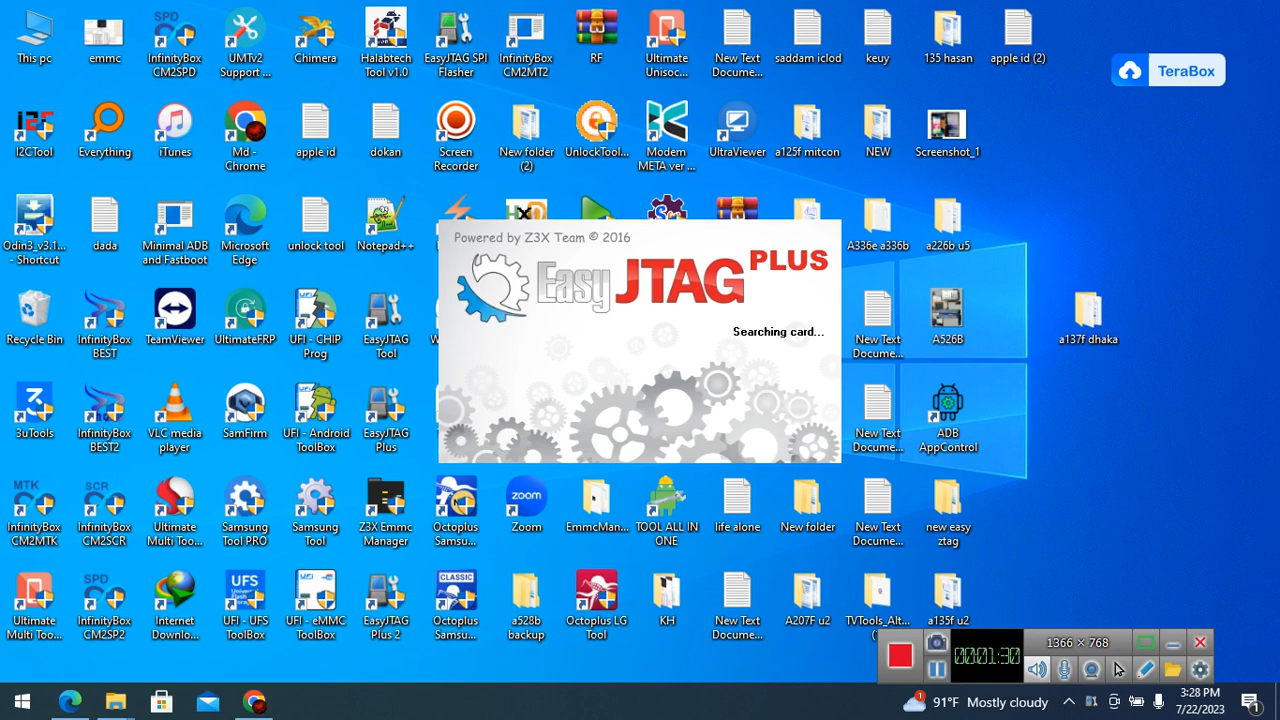 This pc
emmc
SPD
InfinityBox
CM2SPD
UMTv2
Support ...
Chimera
Halabtech
Tool v1.0
EasyJTAG SPI
Flasher
InfinityBox
CM2MT2
RF
Ultimate
Unisoc...
New Text
Docume...
saddam iclod
keuy
135 hasan
apple id (2)
TeraBox
I2C
I2CTool
Everything
iTunes
Md -
Chrome
apple id
dokan
Screen
Recorder
New folder
(2)
UnlockTool...
Modem
META ver ...
UltraViewer
a125f mitcon
NEW
Screenshot_1
Odin3_v3.1...
- Shortcut
dada
Minimal ADB
and Fastboot
Microsoft
Edge
unlock tool
Notepad++
A336e a336b
a226b u5
Powered by Z3X Team © 2016
Easy JTAG PLUS
Searching card...
Recycle Bin
InfinityBox
BEST
TeamViewer
UltimateFRP
UFI
UFI - CHIP
Prog
EasyJTAG
Tool
New Text
Docume...
A526B
a137f dhaka
3uTools
InfinityBox
BEST2
VLC media
player
SamFirm
UFI
UFI - Android
ToolBox
EasyJTAG
Plus
New Text
Docume...
ADB
AppControl
MTK
InfinityBox
CM2MTK
SCR
InfinityBox
CM2SCR
Ultimate
Multi Too...
Samsung
Tool PRO
Samsung
Tool
Z3X Emmc
Manager
Octoplus
Samsu...
zoom
Zoom
EmmcMan...
TOOL ALL IN
ONE
life alone
New folder
New Text
Docume...
new easy
ztag
Ultimate
Multi Too...
SPD
InfinityBox
CM2SP2
Internet
Downlo...
UFS
UFI - UFS
ToolBox
UFI
UFI - eMMC
ToolBox
EasyJTAG
Plus 2
CLASSIC
Octoplus
Samsu...
a528b
backup
Octoplus LG
Tool
KH
New Text
Docume...
A207F u2
TVTools_Alt...
a135f u2
00:01:30
1366 × 768
1
91°F Mostly cloudy
3:28 PM
7/22/2023
1